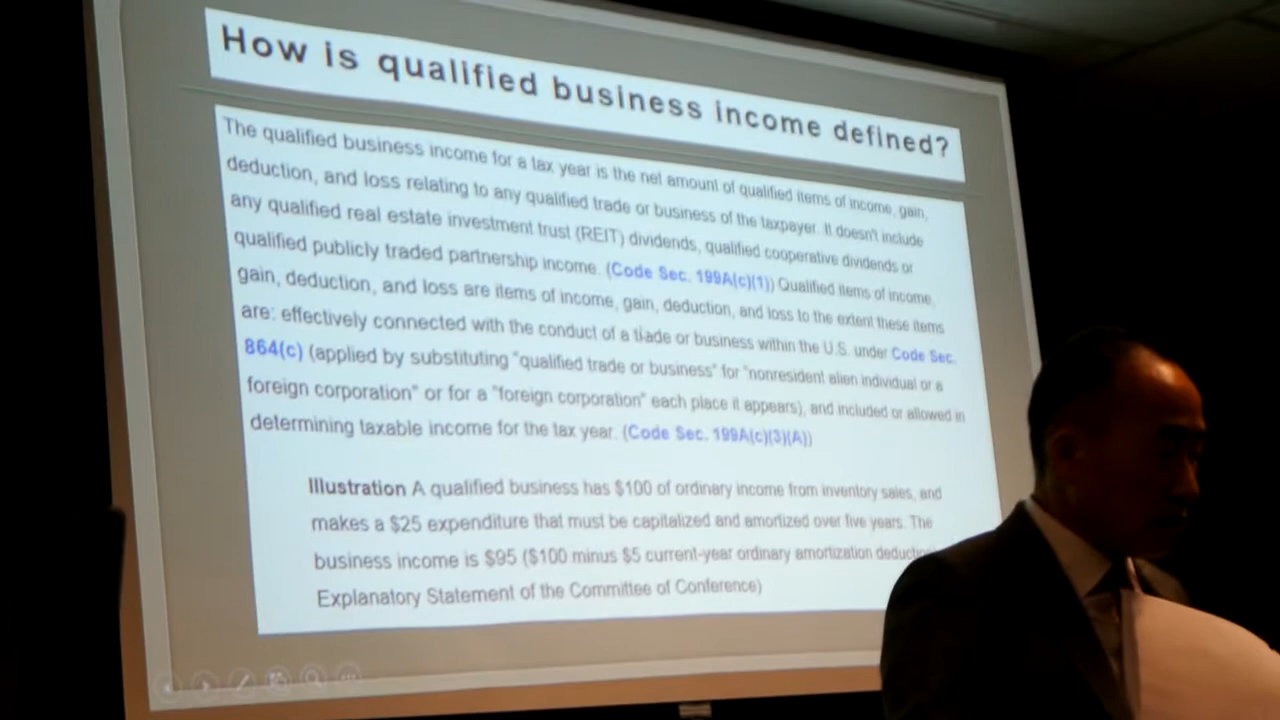 How is qualified business income defined?
The qualified business income for a tax year is the net amount of qualified items of income, gain,
deduction, and loss relating to any qualified trade or business of the taxpayer. It doesn't include
any qualified real estate investment trust (REIT) dividends, qualified cooperative dividends or
qualified publicly traded partnership income. (Code Sec. 199A(c)(1)) Qualified items of income,
gain, deduction, and loss are items of income, gain, deduction, and loss to the extent these items
are: effectively connected with the conduct of a trade or business within the U.S. under Code Sec.
864(c) (applied by substituting "qualified trade or business" for "nonresident alien individual or a
foreign corporation" or for a "foreign corporation" each place it appears), and included or allowed in
determining taxable income for the tax year. (Code Sec. 199A(c)(3)(A))
Illustration A qualified business has $100 of ordinary income from inventory sales, and
makes a $25 expenditure that must be capitalized and amortized over five years. The
business income is $95 ($100 minus $5 current-year ordinary amortization
Explanatory Statement of the Committee of Conference)